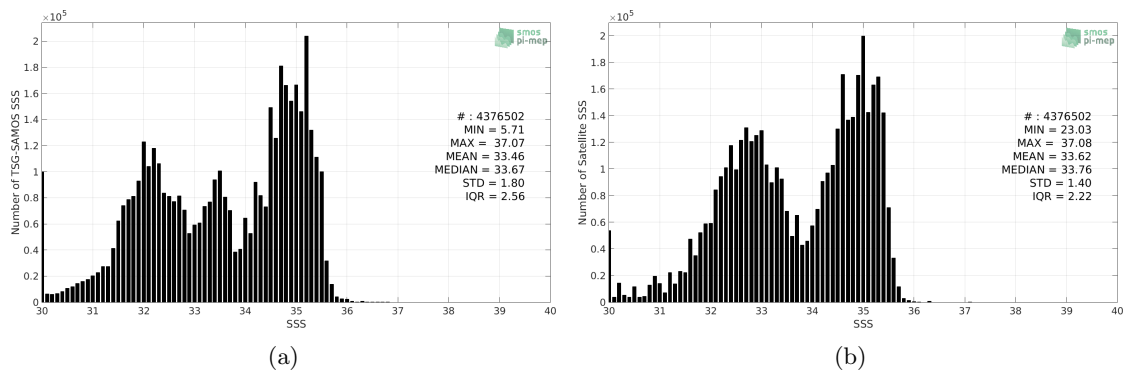 ×10⁵
2
1.8
1.6
1.4
1.2
1
0.8
0.6
0.4
0.2
0
Number of TSG-SAMOS SSS
smos
pi-mep
# : 4376502
MIN = 5.71
MAX = 37.07
MEAN = 33.46
MEDIAN = 33.67
STD = 1.80
IQR = 2.56
30 31 32 33 34 35 36 37 38 39 40
SSS
(a)
×10⁵
2
1.8
1.6
1.4
1.2
1
0.8
0.6
0.4
0.2
0
Number of Satellite SSS
smos
pi-mep
# : 4376502
MIN = 23.03
MAX = 37.08
MEAN = 33.62
MEDIAN = 33.76
STD = 1.40
IQR = 2.22
30 31 32 33 34 35 36 37 38 39 40
SSS
(b)